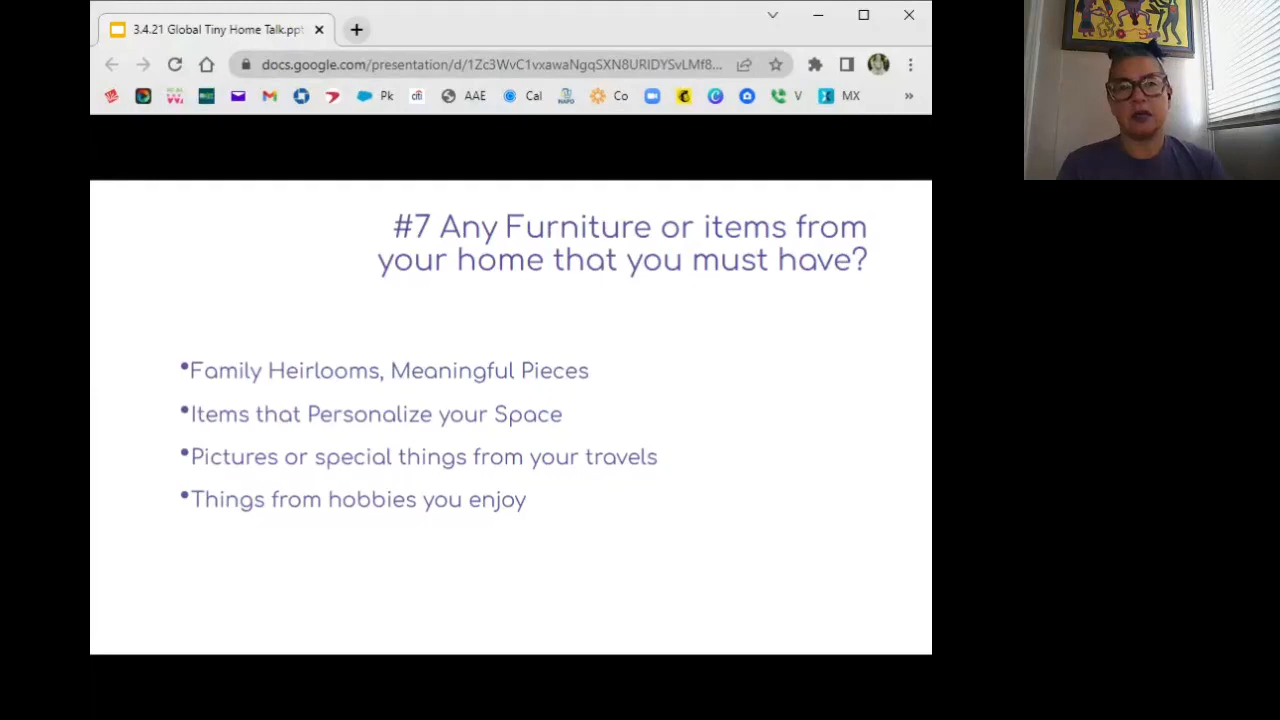 3.4.21 Global Tiny Home Talk.ppt
docs.google.com/presentation/d/1Zc3WvC1vxawaNgqSXN8URIDYSvLMf8...
Pk
citi
AAE
Cal
Co
V
MX
#7 Any Furniture or items from
your home that you must have?
•Family Heirlooms, Meaningful Pieces
•Items that Personalize your Space
•Pictures or special things from your travels
•Things from hobbies you enjoy